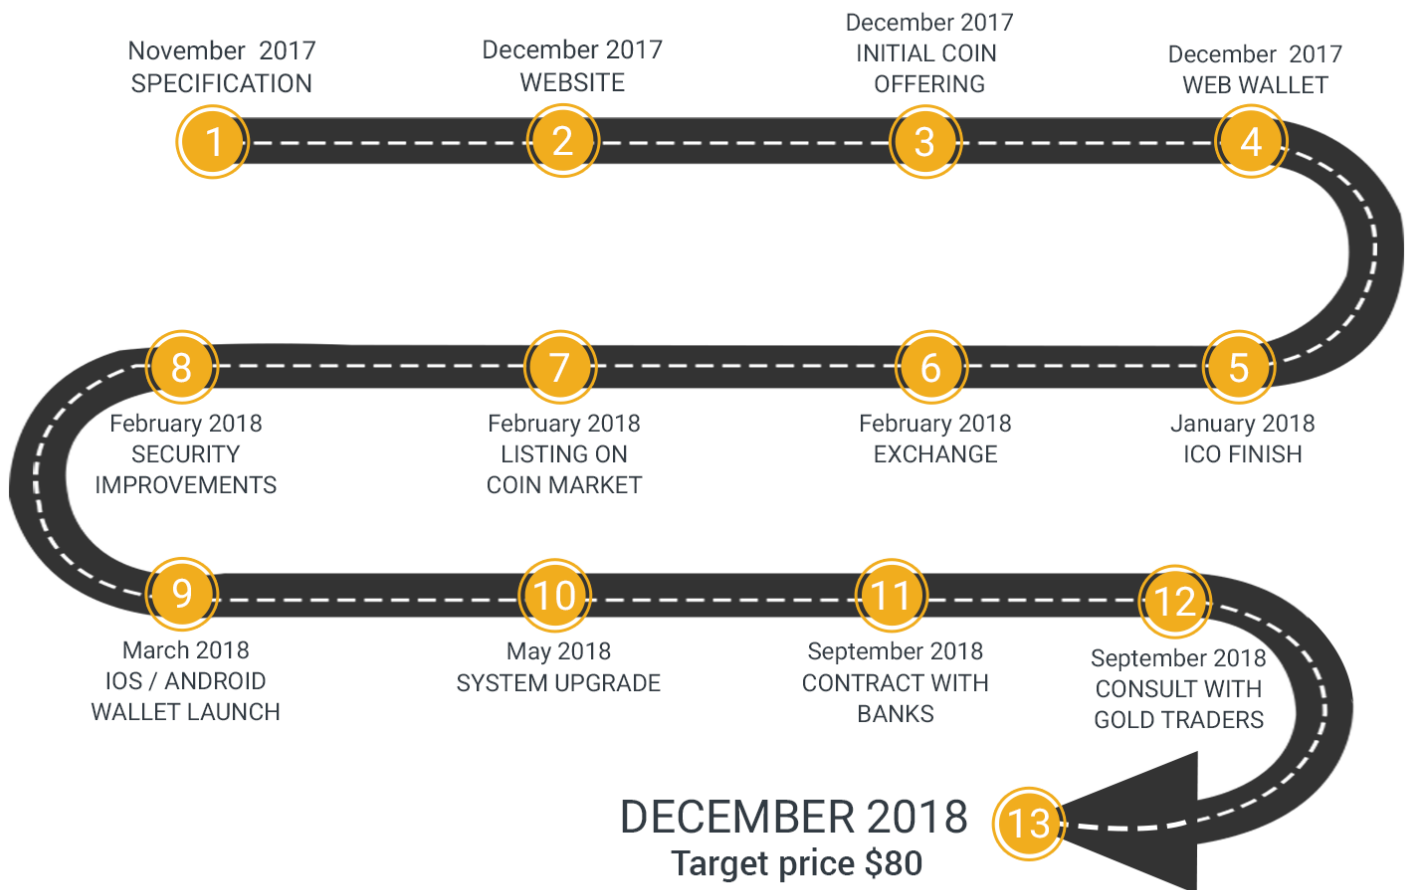 November 2017
SPECIFICATION
1
December 2017
WEBSITE
2
December 2017
INITIAL COIN
OFFERING
3
December 2017
WEB WALLET
4
5
January 2018
ICO FINISH
6
February 2018
EXCHANGE
7
February 2018
LISTING ON
COIN MARKET
8
February 2018
SECURITY
IMPROVEMENTS
9
March 2018
IOS / ANDROID
WALLET LAUNCH
10
May 2018
SYSTEM UPGRADE
11
September 2018
CONTRACT WITH
BANKS
12
September 2018
CONSULT WITH
GOLD TRADERS
13
DECEMBER 2018
Target price $80